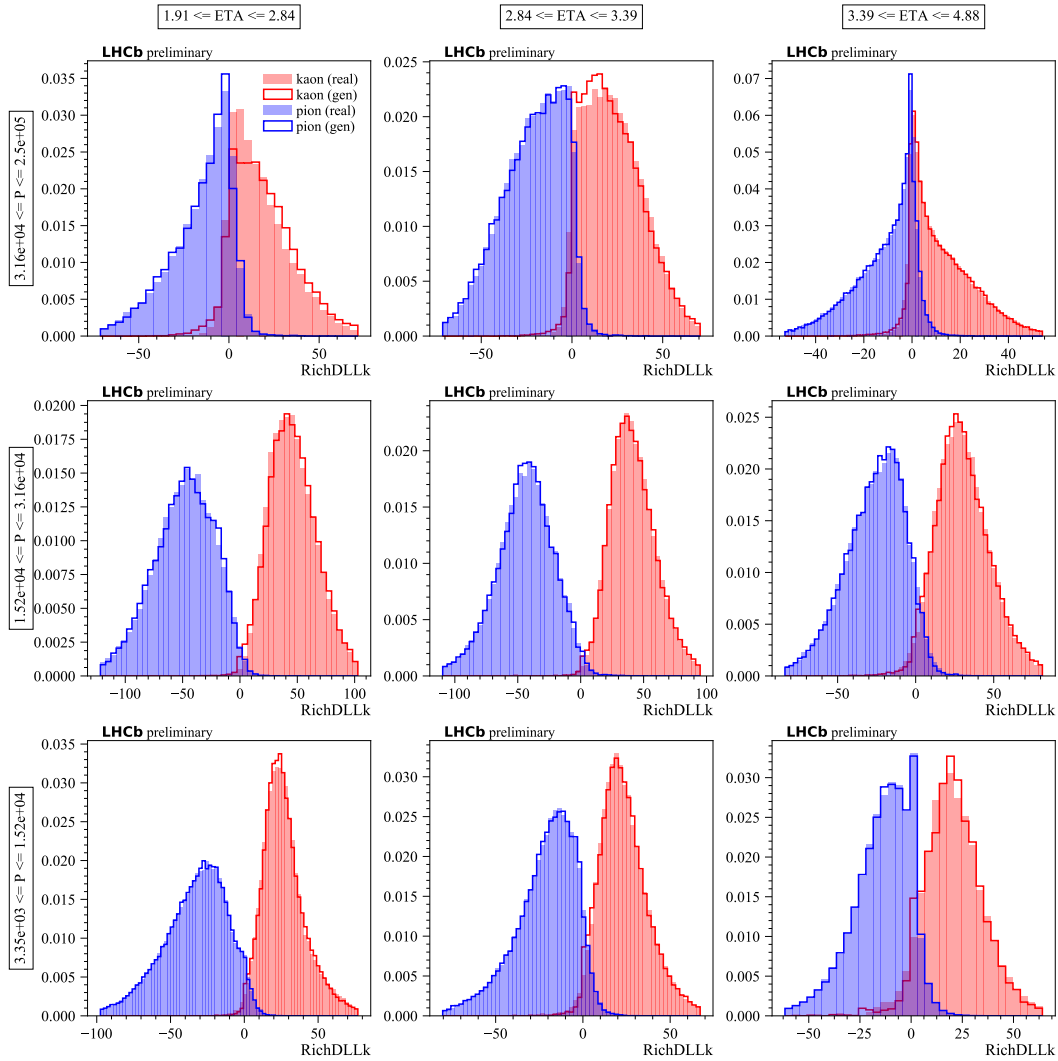 1.91 <= ETA <= 2.84
2.84 <= ETA <= 3.39
3.39 <= ETA <= 4.88
3.16e+04 <= P <= 2.5e+05
LHCb preliminary
0.035
0.030
0.025
0.020
0.015
0.010
0.005
0.000
−50 0 50
RichDLLk
kaon (real)
kaon (gen)
pion (real)
pion (gen)
LHCb preliminary
0.025
0.020
0.015
0.010
0.005
0.000
−50 0 50
RichDLLk
LHCb preliminary
0.07
0.06
0.05
0.04
0.03
0.02
0.01
0.00
−40 −20 0 20 40
RichDLLk
1.52e+04 <= P <= 3.16e+04
LHCb preliminary
0.0200
0.0175
0.0150
0.0125
0.0100
0.0075
0.0050
0.0025
0.0000
−100 −50 0 50 100
RichDLLk
LHCb preliminary
0.020
0.015
0.010
0.005
0.000
−100 −50 0 50 100
RichDLLk
LHCb preliminary
0.025
0.020
0.015
0.010
0.005
0.000
−50 0 50
RichDLLk
3.35e+03 <= P <= 1.52e+04
LHCb preliminary
0.035
0.030
0.025
0.020
0.015
0.010
0.005
0.000
−100 −50 0 50
RichDLLk
LHCb preliminary
0.030
0.025
0.020
0.015
0.010
0.005
0.000
−50 0 50
RichDLLk
LHCb preliminary
0.030
0.025
0.020
0.015
0.010
0.005
0.000
−50 −25 0 25 50
RichDLLk